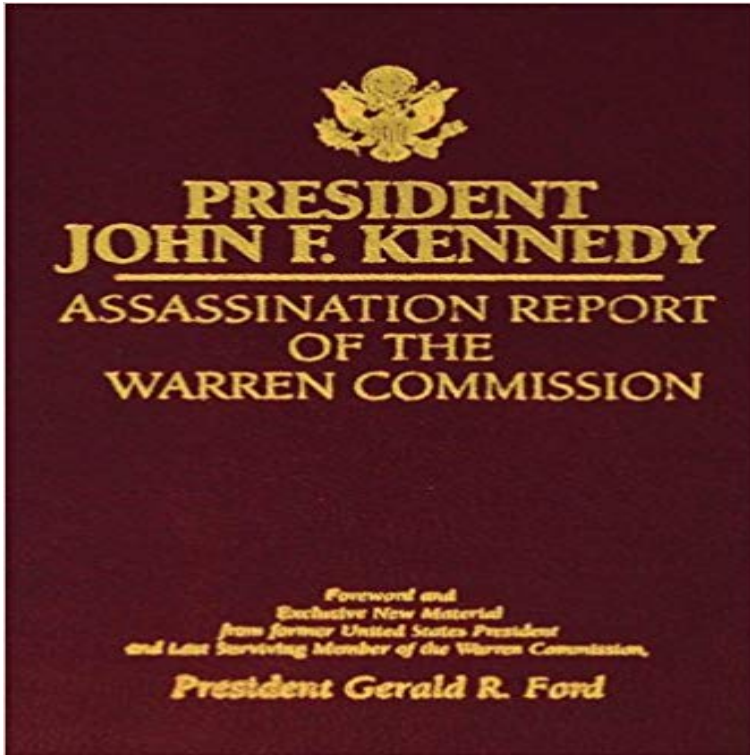 PRESIDENT
JOHN F. KENNEDY
ASSASSINATION REPORT
OF THE
WARREN COMMISSION
Foreword and
Exclusive New Material
from former United States President
and Last Surviving Member of the Warren Commission,
President Gerald R. Ford